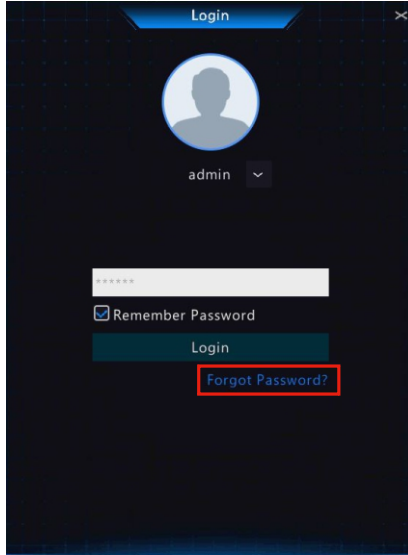 Login
admin
******
Remember Password
Login
Forgot Password?